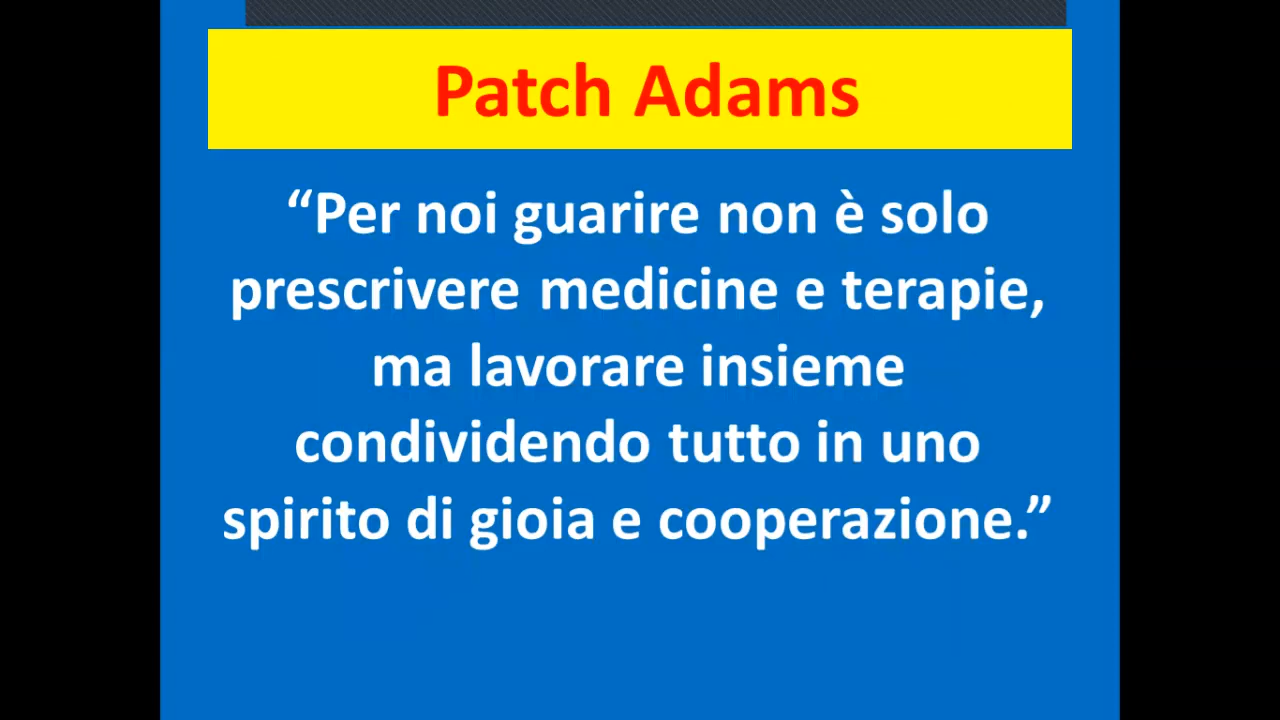 Patch Adams
“Per noi guarire non è solo
prescrivere medicine e terapie,
ma lavorare insieme
condividendo tutto in uno
spirito di gioia e cooperazione.”